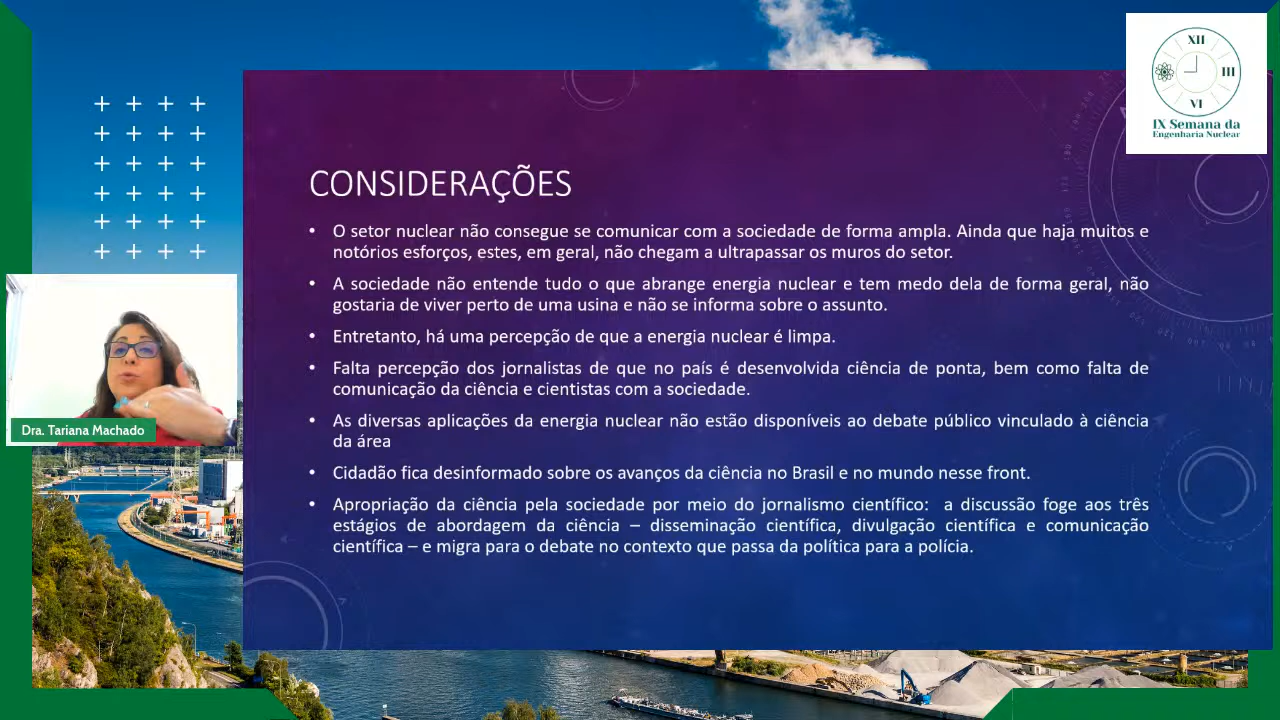 XII
III
VI
IX Semana da
Engenharia Nuclear
CONSIDERAÇÕES
• O setor nuclear não consegue se comunicar com a sociedade de forma ampla. Ainda que haja muitos e
notórios esforços, estes, em geral, não chegam a ultrapassar os muros do setor.
• A sociedade não entende tudo o que abrange energia nuclear e tem medo dela de forma geral, não
gostaria de viver perto de uma usina e não se informa sobre o assunto.
• Entretanto, há uma percepção de que a energia nuclear é limpa.
• Falta percepção dos jornalistas de que no país é desenvolvida ciência de ponta, bem como falta de
comunicação da ciência e cientistas com a sociedade.
• As diversas aplicações da energia nuclear não estão disponíveis ao debate público vinculado à ciência
da área
• Cidadão fica desinformado sobre os avanços da ciência no Brasil e no mundo nesse front.
• Apropriação da ciência pela sociedade por meio do jornalismo científico: a discussão foge aos três
estágios de abordagem da ciência – disseminação científica, divulgação científica e comunicação
científica – e migra para o debate no contexto que passa da política para a polícia.
Dra. Tariana Machado